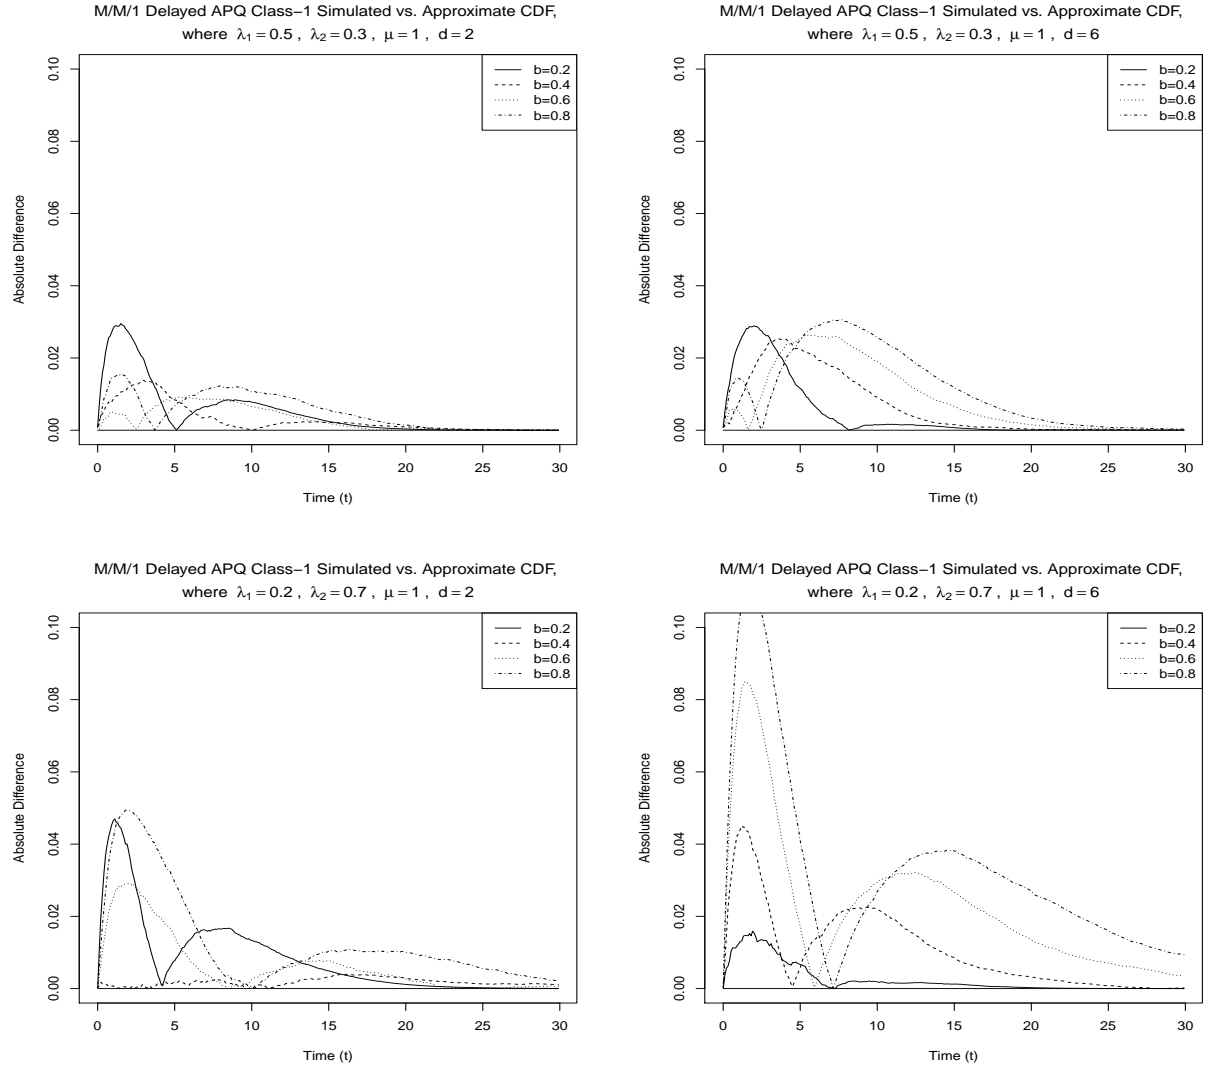 M/M/1 Delayed APQ Class−1 Simulated vs. Approximate CDF,
where λ1 = 0.5 , λ2 = 0.3 , μ = 1 , d = 2
b=0.2
b=0.4
b=0.6
b=0.8
Absolute Difference
0.00 0.02 0.04 0.06 0.08 0.10
0 5 10 15 20 25 30
Time (t)
M/M/1 Delayed APQ Class−1 Simulated vs. Approximate CDF,
where λ1 = 0.5 , λ2 = 0.3 , μ = 1 , d = 6
b=0.2
b=0.4
b=0.6
b=0.8
Absolute Difference
0.00 0.02 0.04 0.06 0.08 0.10
0 5 10 15 20 25 30
Time (t)
M/M/1 Delayed APQ Class−1 Simulated vs. Approximate CDF,
where λ1 = 0.2 , λ2 = 0.7 , μ = 1 , d = 2
b=0.2
b=0.4
b=0.6
b=0.8
Absolute Difference
0.00 0.02 0.04 0.06 0.08 0.10
0 5 10 15 20 25 30
Time (t)
M/M/1 Delayed APQ Class−1 Simulated vs. Approximate CDF,
where λ1 = 0.2 , λ2 = 0.7 , μ = 1 , d = 6
b=0.2
b=0.4
b=0.6
b=0.8
Absolute Difference
0.00 0.02 0.04 0.06 0.08 0.10
0 5 10 15 20 25 30
Time (t)